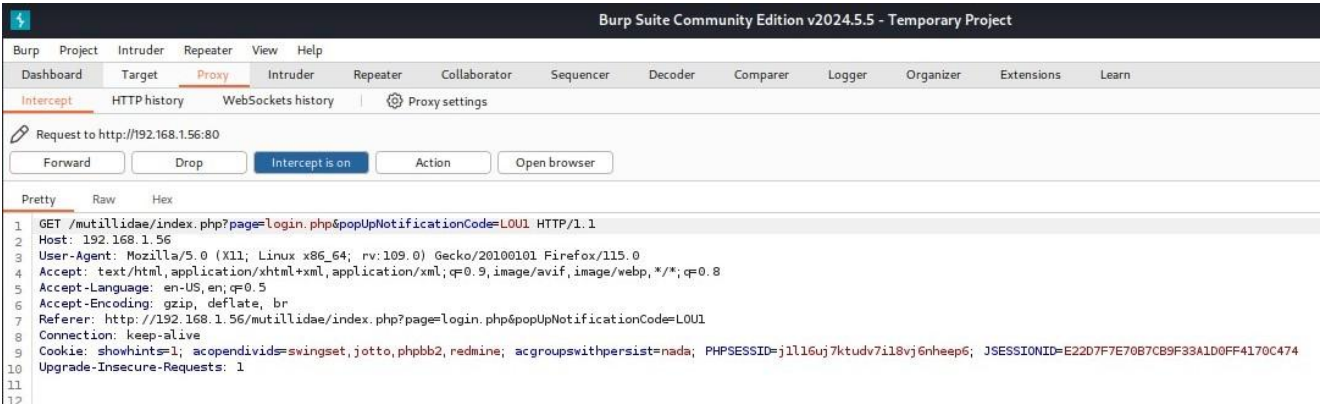 Burp Suite Community Edition v2024.5.5 - Temporary Project
Burp Project Intruder Repeater View Help
Dashboard Target Proxy Intruder Repeater Collaborator Sequencer Decoder Comparer Logger Organizer Extensions Learn
Intercept HTTP history WebSockets history Proxy settings
Request to http://192.168.1.56:80
Forward Drop Intercept is on Action Open browser
Pretty Raw Hex
1 GET /mutillidae/index.php?page=login.php&popUpNotificationCode=LOU1 HTTP/1.1
2 Host: 192.168.1.56
3 User-Agent: Mozilla/5.0 (X11; Linux x86_64; rv:109.0) Gecko/20100101 Firefox/115.0
4 Accept: text/html,application/xhtml+xml,application/xml;q=0.9,image/avif,image/webp,*/*;q=0.8
5 Accept-Language: en-US,en;q=0.5
6 Accept-Encoding: gzip, deflate, br
7 Referer: http://192.168.1.56/mutillidae/index.php?page=login.php&popUpNotificationCode=LOU1
8 Connection: keep-alive
9 Cookie: showhints=1; acopendivids=swingset,jotto,phpbb2,redmine; acgroupswithpersist=nada; PHPSESSID=j1l16uj7ktudv7i18vj6nheep6; JSESSIONID=E22D7F7E70B7CB9F33A1D0FF4170C474
10 Upgrade-Insecure-Requests: 1
11
12